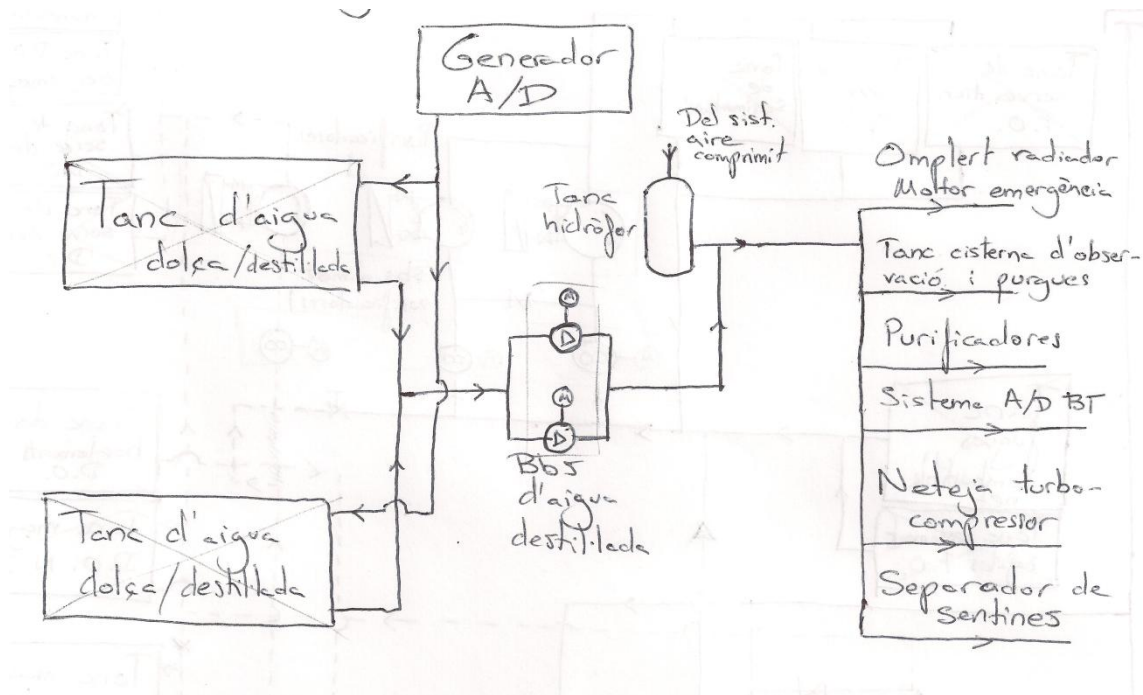 Generador
A/D
Tanc d'aigua
dolça/destil·lada
Tanc d'aigua
dolça/destil·lada
Bbs
d'aigua
destil·lada
M
M
Tanc
hidròfor
Del sist.
aire
comprimit
Omplert radiador
Moltor emergència
Tanc cisterna d'obser-
vació i purgues
Purificadores
Sistema A/D BT
Neteja turbo-
compressor
Separador de
Sentines